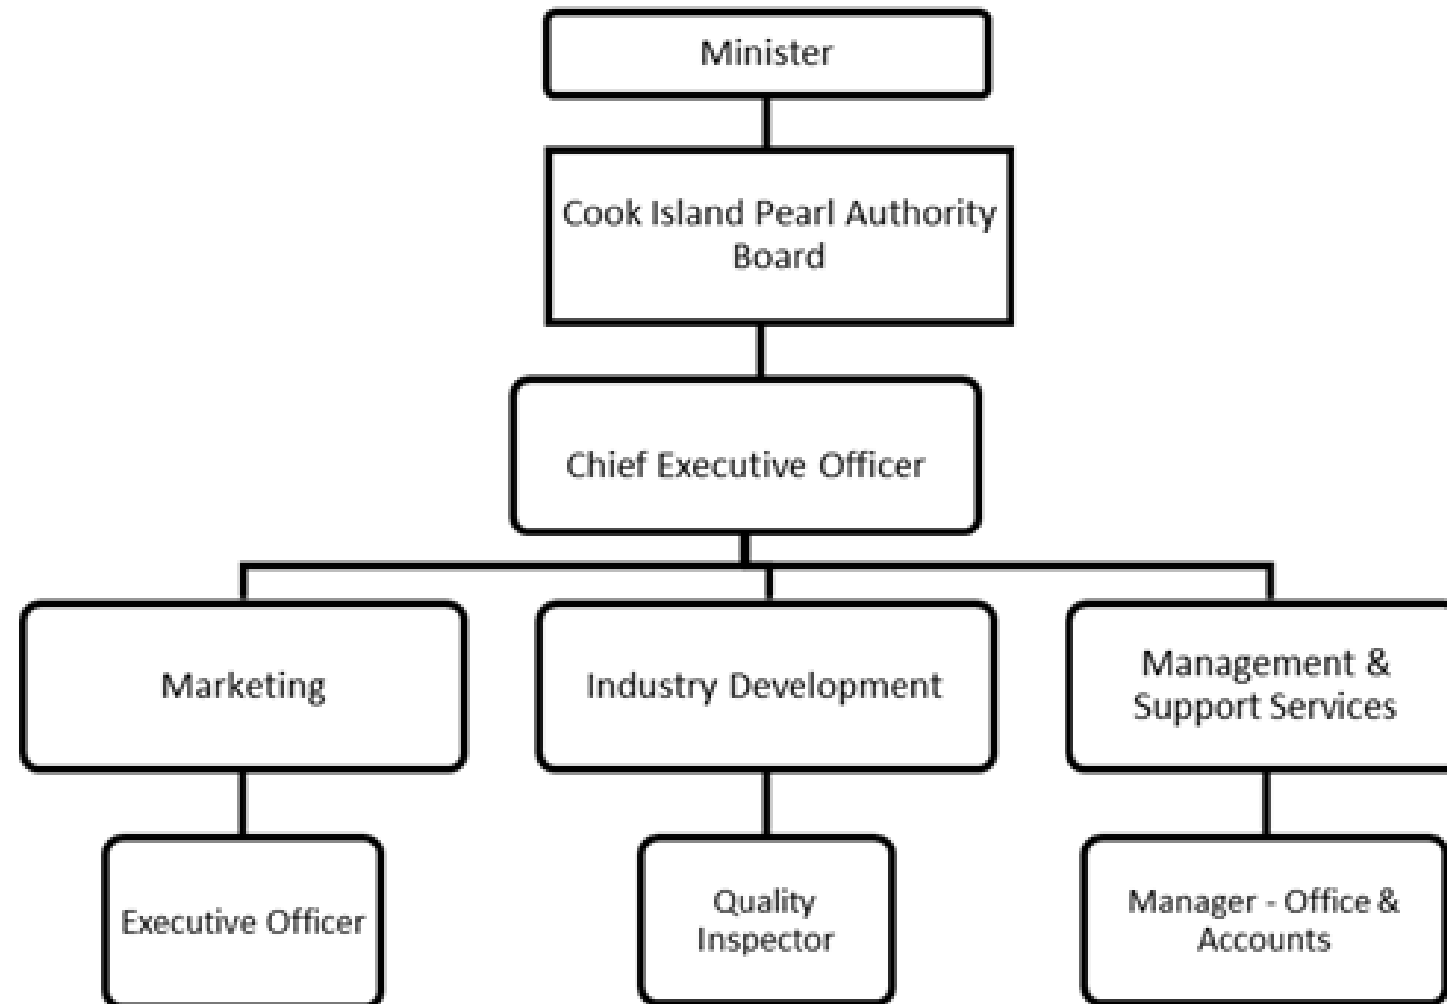 Minister
Cook Island Pearl Authority
Board
Chief Executive Officer
Marketing
Industry Development
Management &
Support Services
Executive Officer
Quality
Inspector
Manager - Office &
Accounts